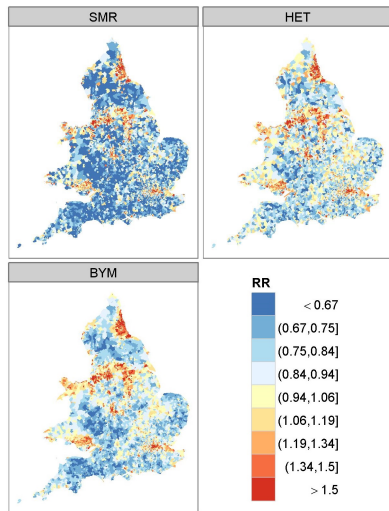 SMR
HET
BYM
RR
< 0.67
(0.67,0.75]
(0.75,0.84]
(0.84,0.94]
(0.94,1.06]
(1.06,1.19]
(1.19,1.34]
(1.34,1.5]
> 1.5